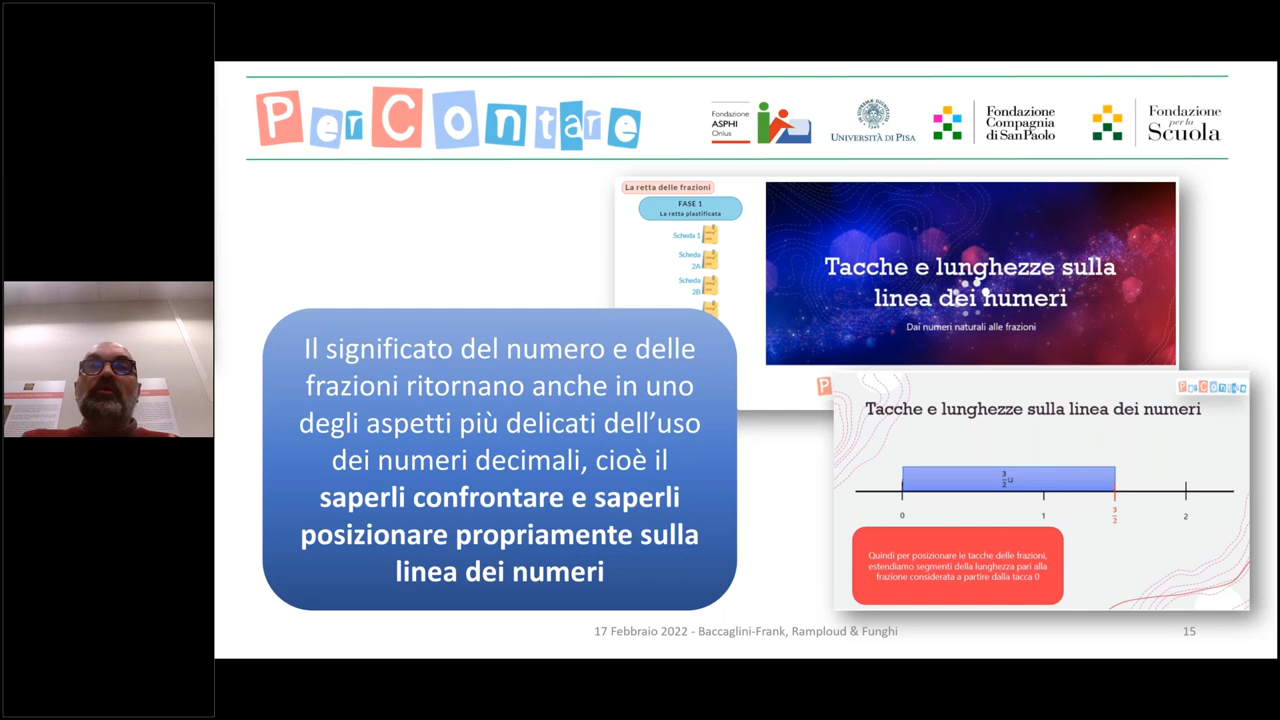 PerContare
Fondazione
ASPHI
Onlus
UNIVERSITÀ DI PISA
Fondazione
Compagnia
di San Paolo
Fondazione
per la
Scuola
La retta delle frazioni
FASE 1
La retta plastificata
Scheda 1
Scheda
2A
Scheda
2B
Tacche e lunghezze sulla
linea dei numeri
Dai numeri naturali alle frazioni
Il significato del numero e delle
frazioni ritornano anche in uno
degli aspetti più delicati dell'uso
dei numeri decimali, cioè il
saperli confrontare e saperli
posizionare propriamente sulla
linea dei numeri
P
PerContare
Tacche e lunghezze sulla linea dei numeri
3/2 u
0 1 3/2 2
Quindi per posizionare le tacche delle frazioni,
estendiamo segmenti della lunghezza pari alla
frazione considerata a partire dalla tacca 0
17 Febbraio 2022 - Baccaglini-Frank, Ramploud & Funghi
15